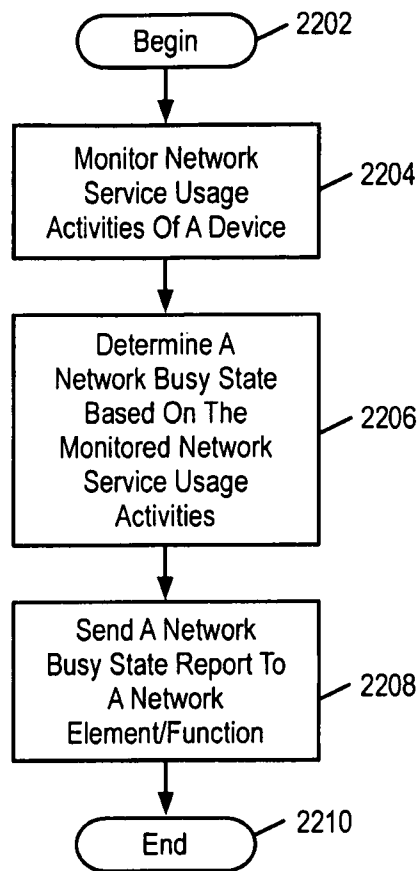 Begin
2202
Monitor Network
Service Usage
Activities Of A Device
2204
Determine A
Network Busy State
Based On The
Monitored Network
Service Usage
Activities
2206
Send A Network
Busy State Report To
A Network
Element/Function
2208
End
2210